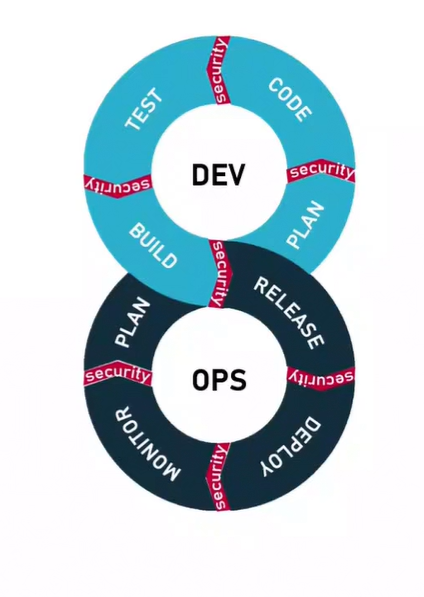 security
TEST
CODE
DEV
security
security
BUILD
PLAN
security
PLAN
RELEASE
OPS
security
security
MONITOR
DEPLOY
security